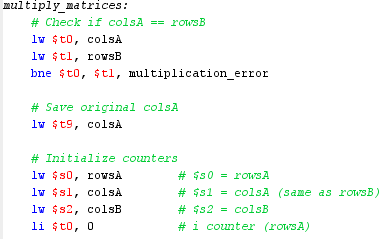 multiply_matrices:
# Check if colsA == rowsB
lw $t0, colsA
lw $t1, rowsB
bne $t0, $t1, multiplication_error
# Save original colsA
lw $t9, colsA
# Initialize counters
lw $s0, rowsA # $s0 = rowsA
lw $s1, colsA # $s1 = colsA (same as rowsB)
lw $s2, colsB # $s2 = colsB
li $t0, 0 # i counter (rowsA)